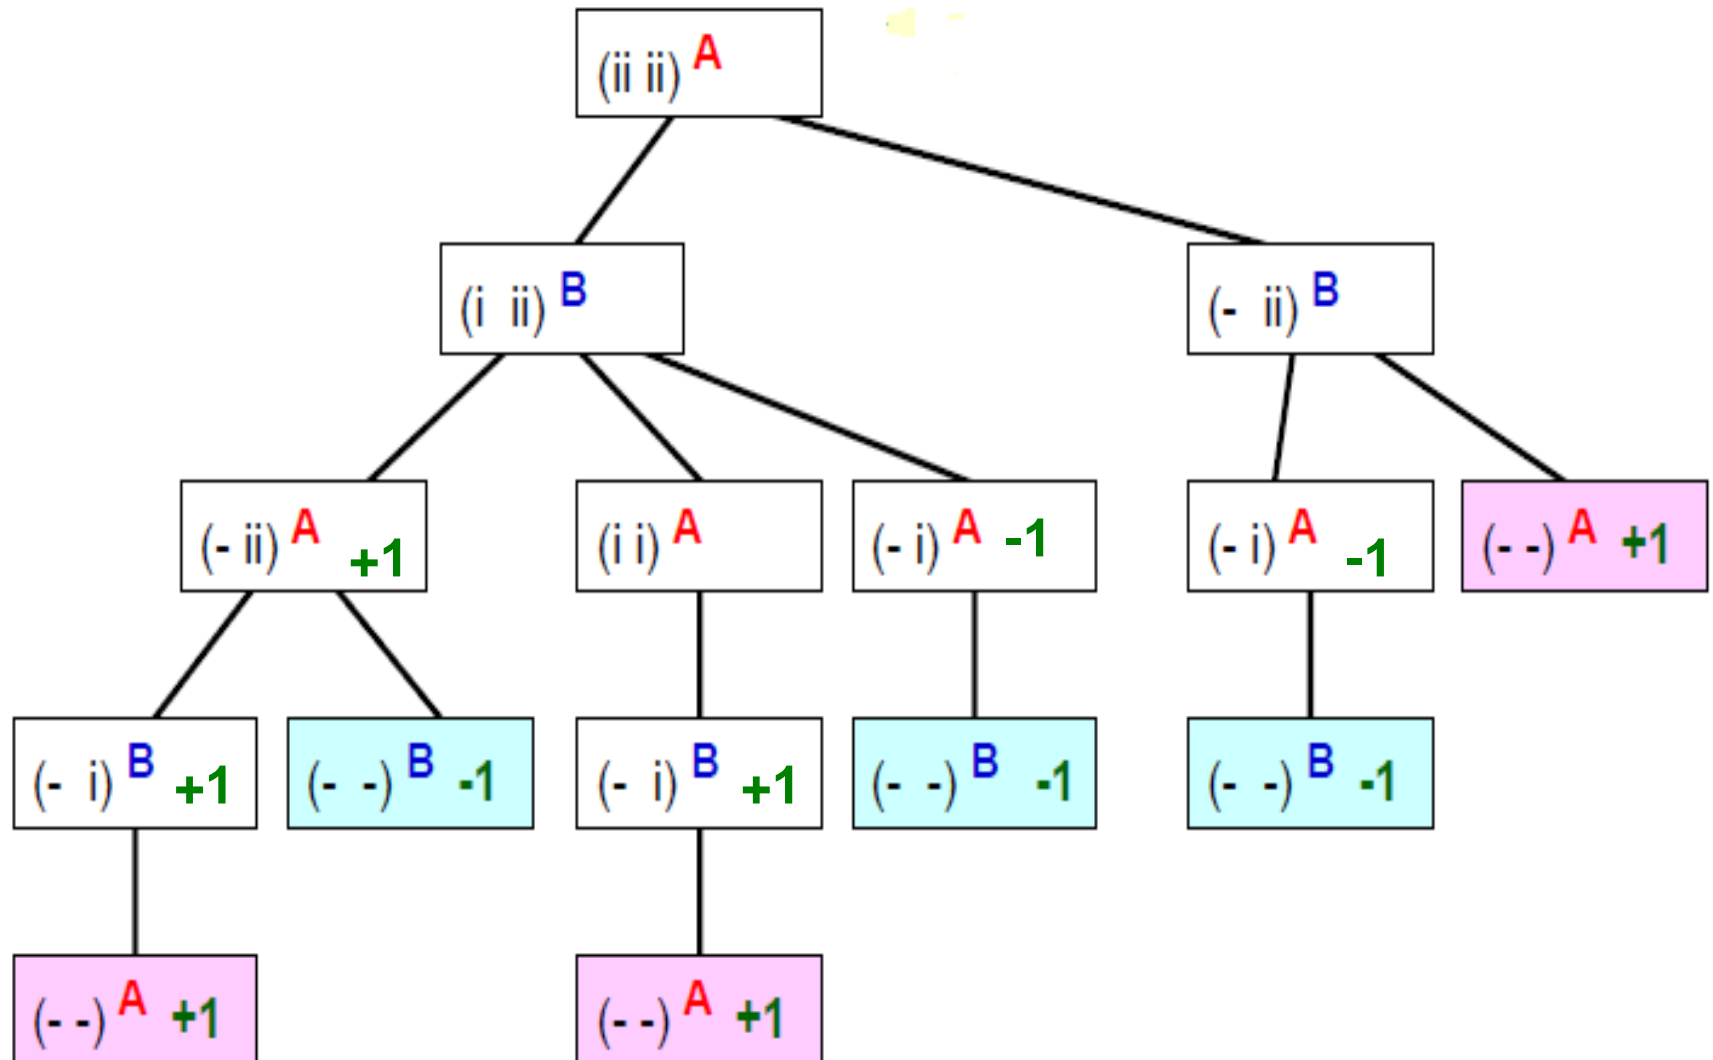 (ii ii) A
(i ii) B
(- ii) B
(- ii) A +1
(i i) A
(- i) A -1
(- i) A -1
(- -) A +1
(- i) B +1
(- -) B -1
(- i) B +1
(- -) B -1
(- -) B -1
(- -) A +1
(- -) A +1